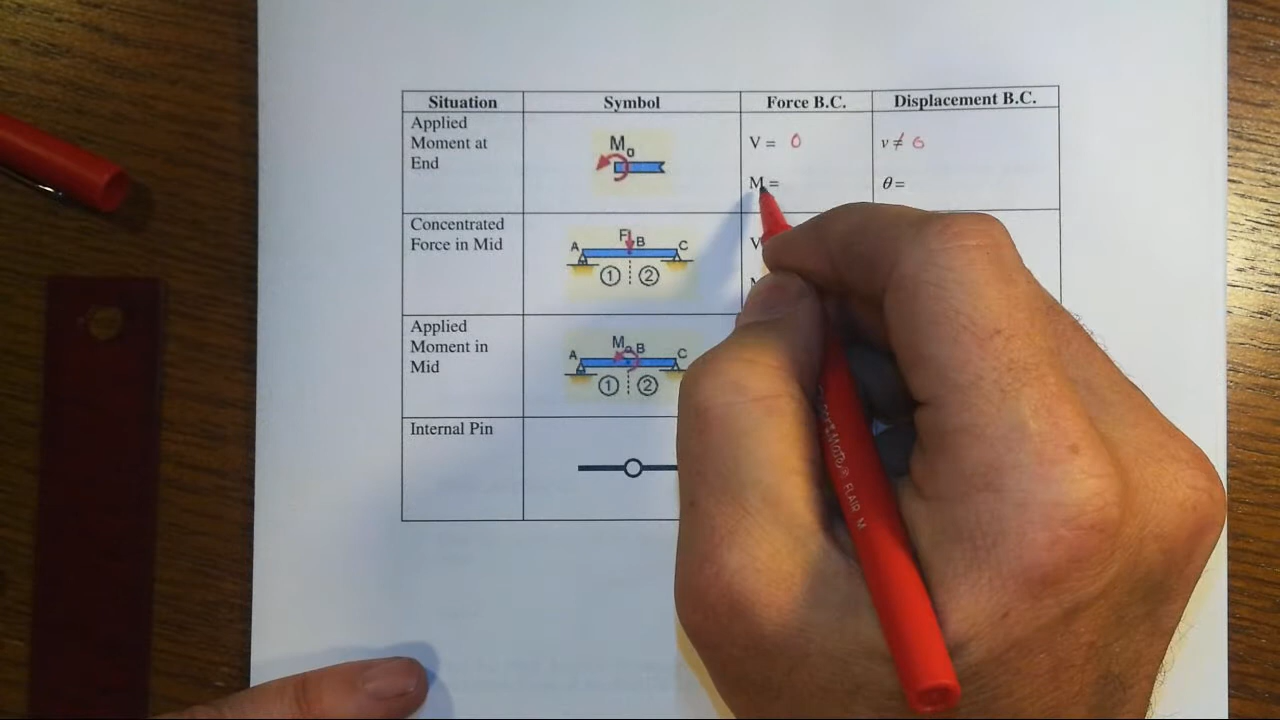 Situation Symbol Force B.C. Displacement B.C.
Applied
Moment at
End
Mo
V = 0
v ≠ 0
M =
θ =
Concentrated
Force in Mid
A F B C
① ②
V
Applied
Moment in
Mid
A Mo B C
① ②
Internal Pin
FLAIR M